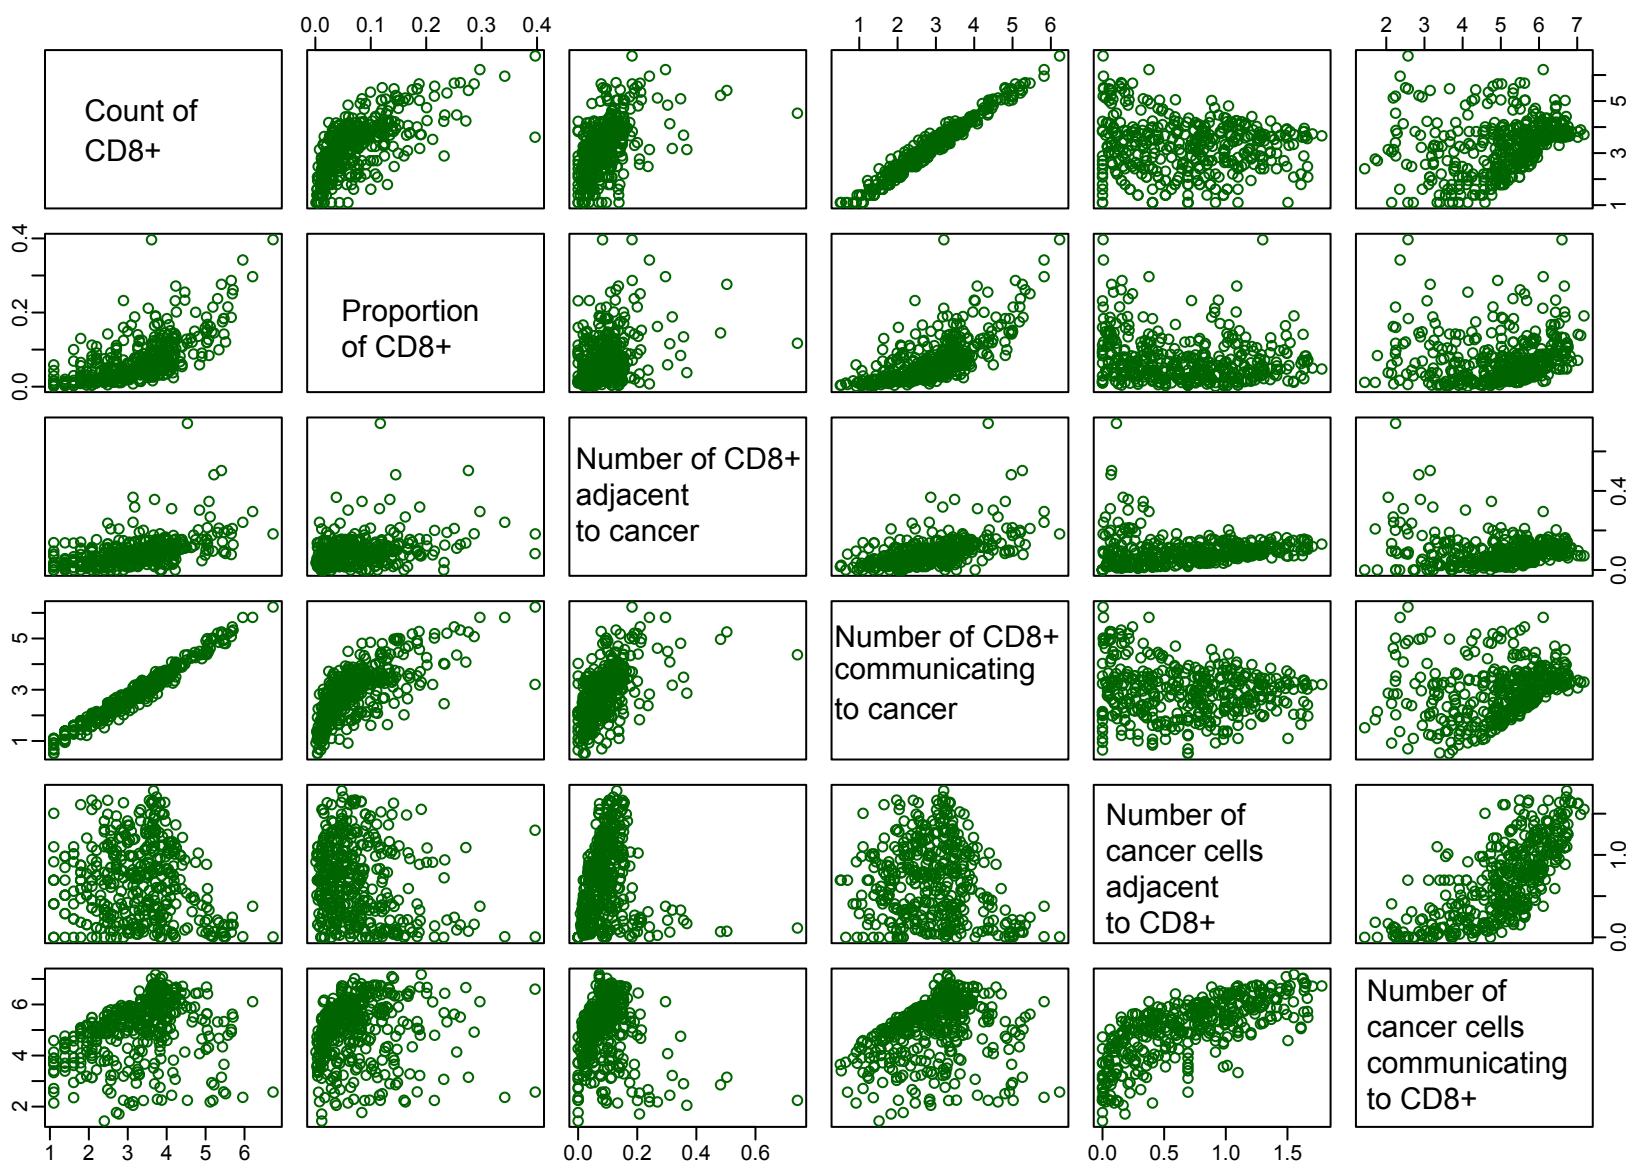 0.0 0.1 0.2 0.3 0.4
1 2 3 4 5 6
2 3 4 5 6 7
Count of
CD8+
1 3 5
0.0 0.2 0.4
Proportion
of CD8+
Number of CD8+
adjacent
to cancer
0.0 0.4
1 3 5
Number of CD8+
communicating
to cancer
Number of
cancer cells
adjacent
to CD8+
0.0 1.0
2 4 6
Number of
cancer cells
communicating
to CD8+
1 2 3 4 5 6
0.0 0.2 0.4 0.6
0.0 0.5 1.0 1.5